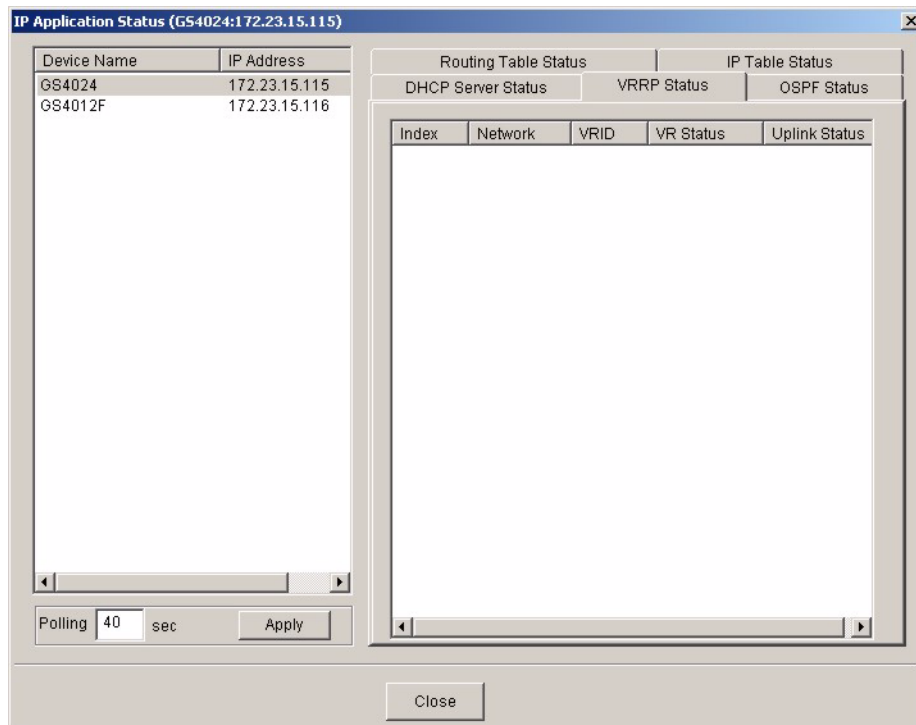 IP Application Status (GS4024:172.23.15.115)
Device Name IP Address
GS4024 172.23.15.115
GS4012F 172.23.15.116
Polling 40 sec Apply
Routing Table Status IP Table Status
DHCP Server Status VRRP Status OSPF Status
Index Network VRID VR Status Uplink Status
Close